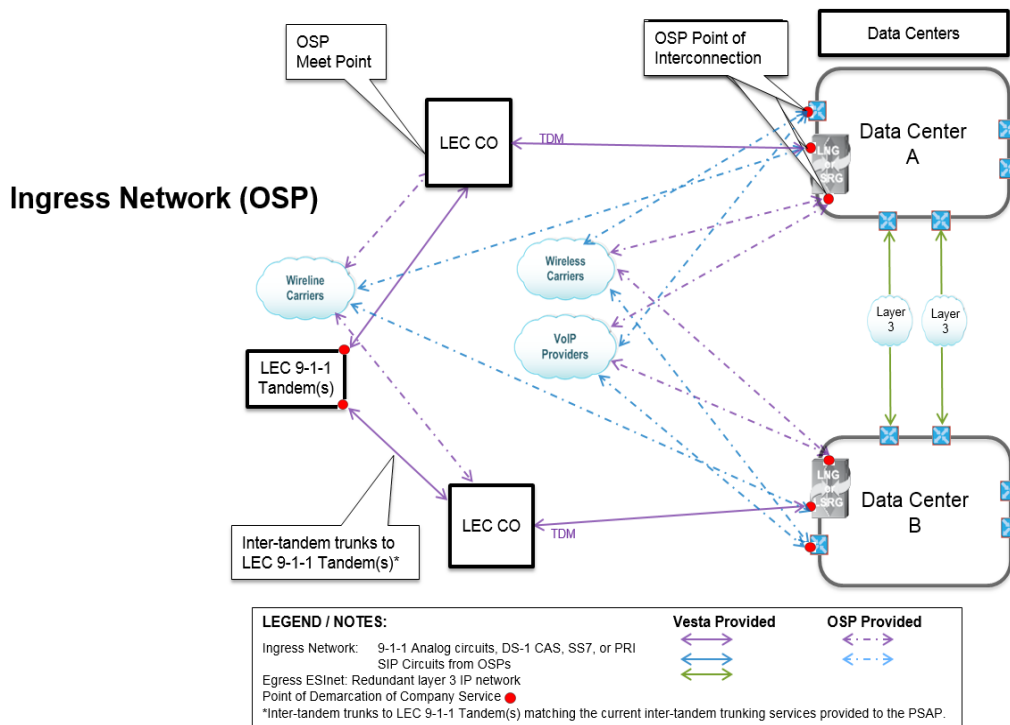 OSP
Meet Point
OSP Point of
Interconnection
Data Centers
LEC CO
TDM
Data Center
A
LNG
or
LSRG
Ingress Network (OSP)
Wireline
Carriers
Wireless
Carriers
VoIP
Providers
Layer
3
Layer
3
LEC 9-1-1
Tandem(s)
LEC CO
TDM
LNG
LSRG
Data Center
B
Inter-tandem trunks to
LEC 9-1-1 Tandem(s)*
LEGEND / NOTES:
Vesta Provided
OSP Provided
Ingress Network: 9-1-1 Analog circuits, DS-1 CAS, SS7, or PRI
SIP Circuits from OSPs
Egress ESInet: Redundant layer 3 IP network
Point of Demarcation of Company Service
*Inter-tandem trunks to LEC 9-1-1 Tandem(s) matching the current inter-tandem trunking services provided to the PSAP.